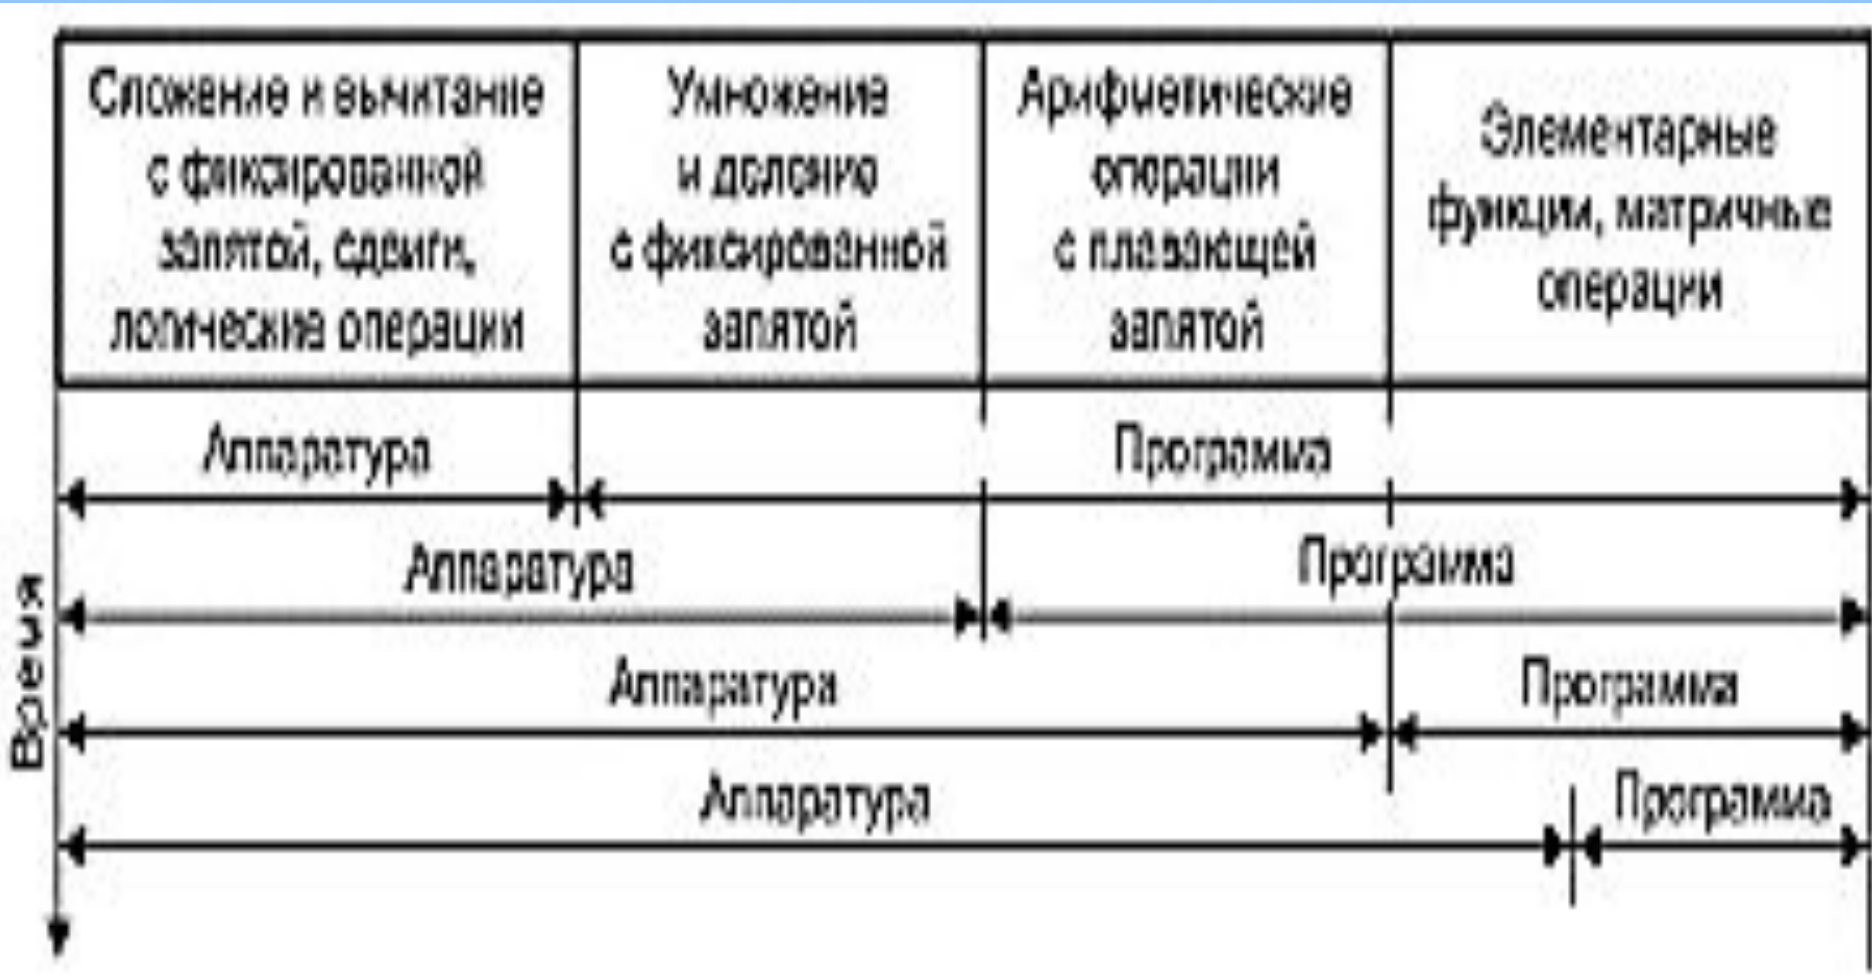 Сложение и вычитание
с фиксированной
запятой, сдвиги,
логические операции
Умножение
и деление
с фиксированной
запятой
Арифметические
операции
с плавающей
запятой
Элементарные
функции, матричные
операции
Аппаратура
Программа
Аппаратура
Программа
Аппаратура
Программа
Аппаратура
Программа
Время